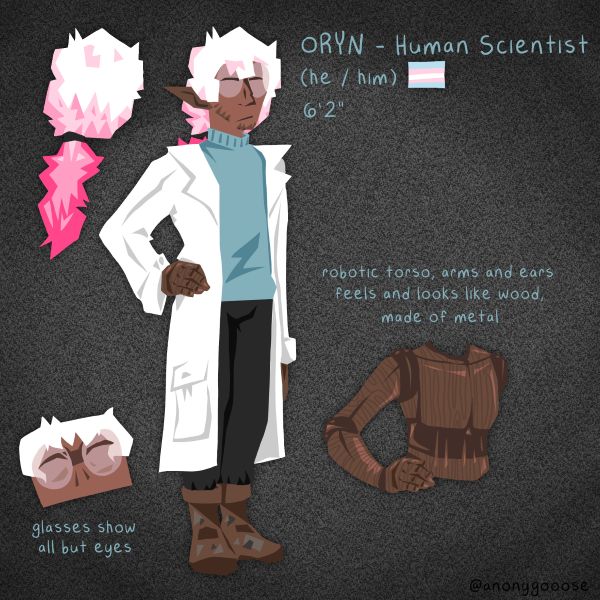 ORYN - Human Scientist
(he / him)
6'2"
robotic torso, arms and ears
feels and looks like wood,
made of metal
glasses show
all but eyes
@anonggooose